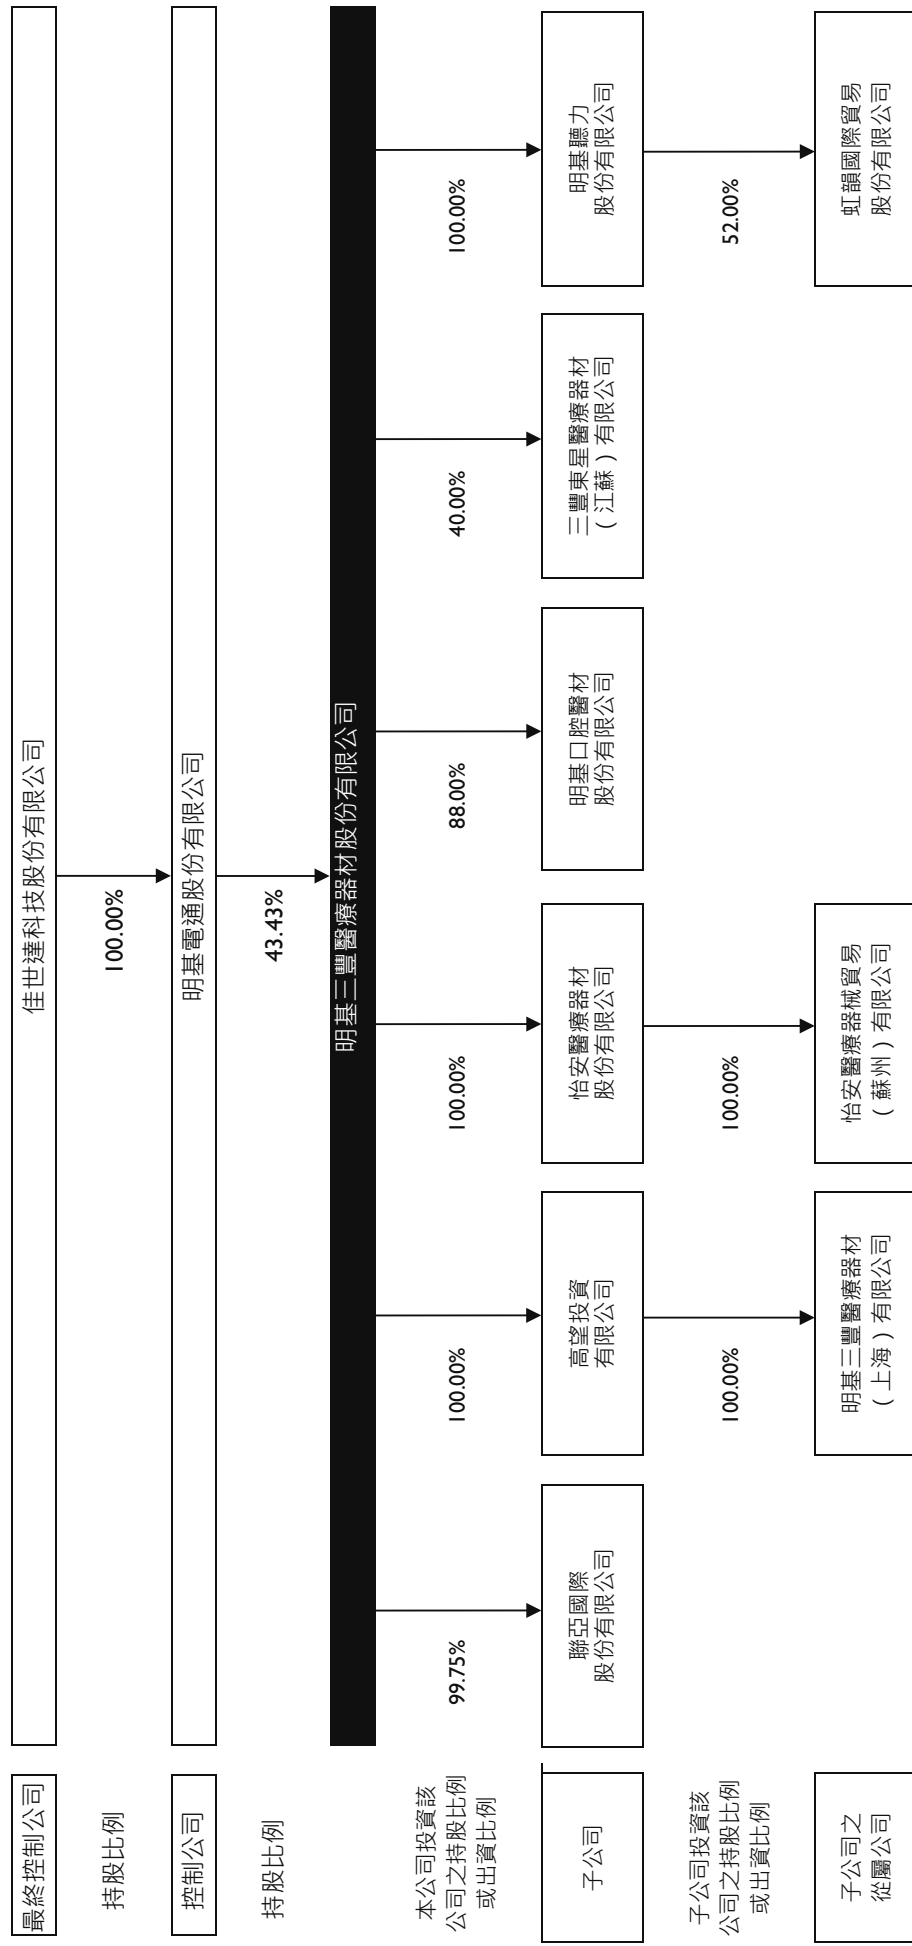 最終控制公司
佳世達科技股份有限公司
持股比例
100.00%
控制公司
明基電通股份有限公司
持股比例
43.43%
明基三豐醫療器材股份有限公司
本公司投資該
公司之持股比例
或出資比例
99.75%
100.00%
100.00%
88.00%
40.00%
100.00%
子公司
聯亞國際
股份有限公司
高望投資
有限公司
怡安醫療器材
股份有限公司
明基口腔醫材
股份有限公司
三豐東星醫療器材
(江蘇)有限公司
明基聽力
股份有限公司
子公司投資該
公司之持股比例
或出資比例
100.00%
100.00%
52.00%
子公司之
從屬公司
明基三豐醫療器材
(上海)有限公司
怡安醫療器械貿易
(蘇州)有限公司
虹韻國際貿易
股份有限公司